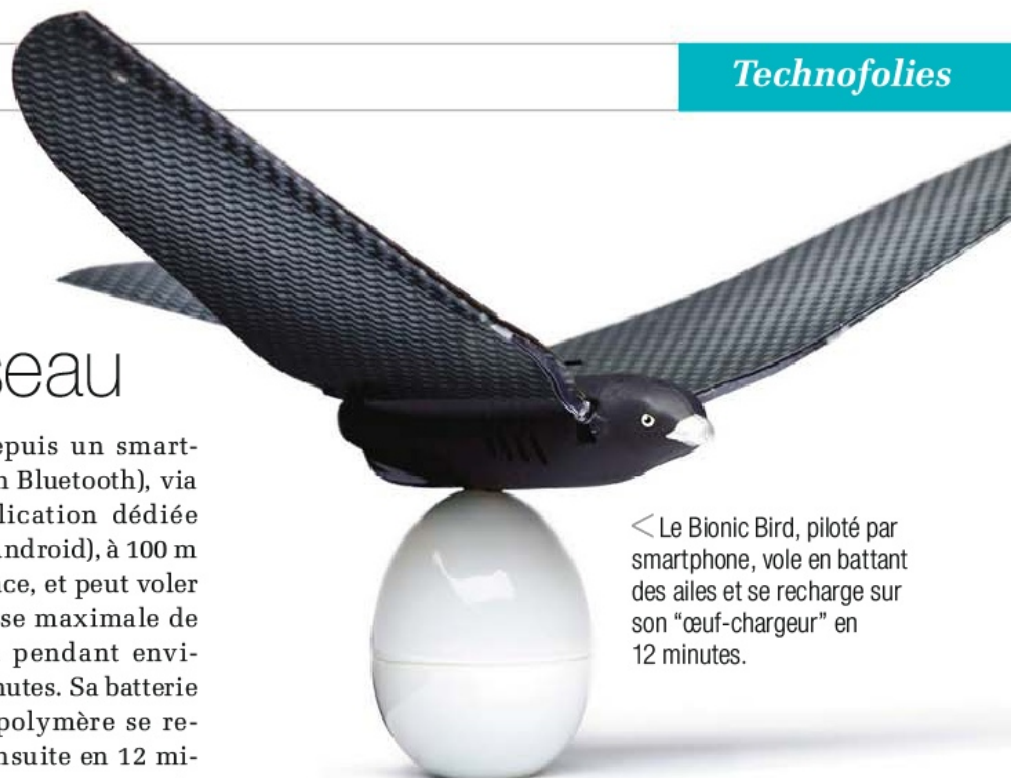 Technofolies
seau
epuis un smart-
n Bluetooth), via
lication dédiée
ndroid), à 100 m
ce, et peut voler
se maximale de
pendant envi-
nutes. Sa batterie
polymère se re-
nsuite en 12 mi-
< Le Bionic Bird, piloté par
smartphone, vole en battant
des ailes et se recharge sur
son “œuf-chargeur” en
12 minutes.